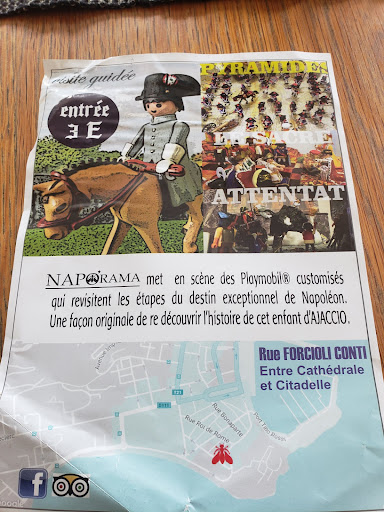 Visite guidée
entrée
3 E
PYRAMIDES
LE SACRE
ATTENTAT
NAPORAMA met en scène des Playmobil® customisés
qui revisitent les étapes du destin exceptionnel de Napoléon.
Une façon originale de re découvrir l'histoire de cet enfant d'AJACCIO.
Rue FORCIOLI CONTI
Entre Cathédrale
et Citadelle
Rue Bonaparte
Rue Roi de Rome
f
Google